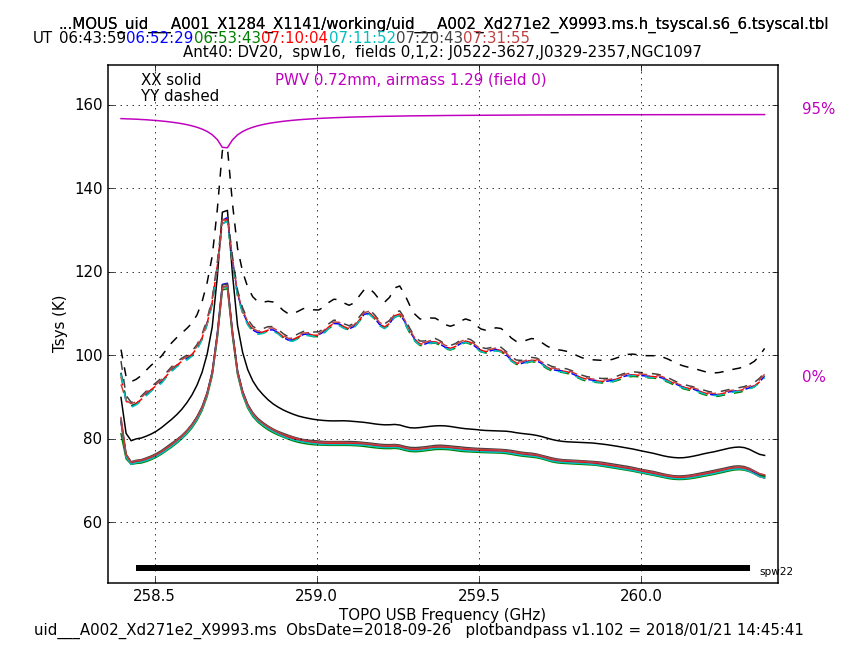 ...MOUS_uid___A001_X1284_X1141/working/uid___A002_Xd271e2_X9993.ms.h_tsyscal.s6_6.tsyscal.tbl
UT 06:43:59 06:52:29 06:53:43 07:10:04 07:11:52 07:20:43 07:31:55
Ant40: DV20, spw16, fields 0,1,2: J0522-3627,J0329-2357,NGC1097
XX solid
PWV 0.72mm, airmass 1.29 (field 0)
YY dashed
160
95%
140
120
100
0%
80
60
Tsys (K)
spw22
258.5 259.0 259.5 260.0
TOPO USB Frequency (GHz)
uid___A002_Xd271e2_X9993.ms ObsDate=2018-09-26 plotbandpass v1.102 = 2018/01/21 14:45:41